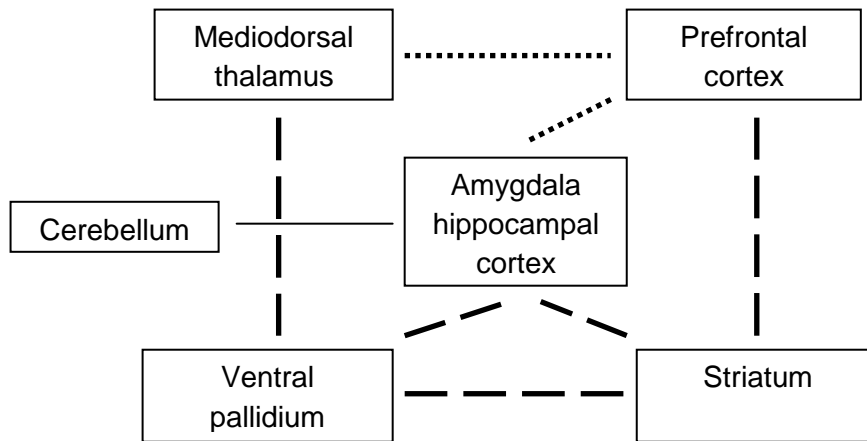 Mediodorsal
thalamus
Prefrontal
cortex
Amygdala
hippocampal
cortex
Cerebellum
Ventral
pallidium
Striatum